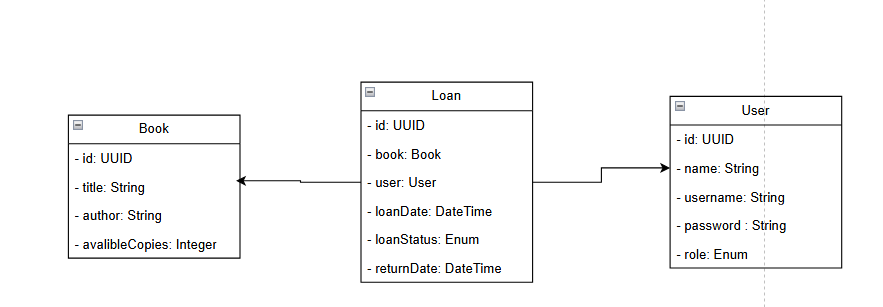 Book
- id: UUID
- title: String
- author: String
- avalibleCopies: Integer
Loan
- id: UUID
- book: Book
- user: User
- loanDate: DateTime
- loanStatus: Enum
- returnDate: DateTime
User
- id: UUID
- name: String
- username: String
- password : String
- role: Enum